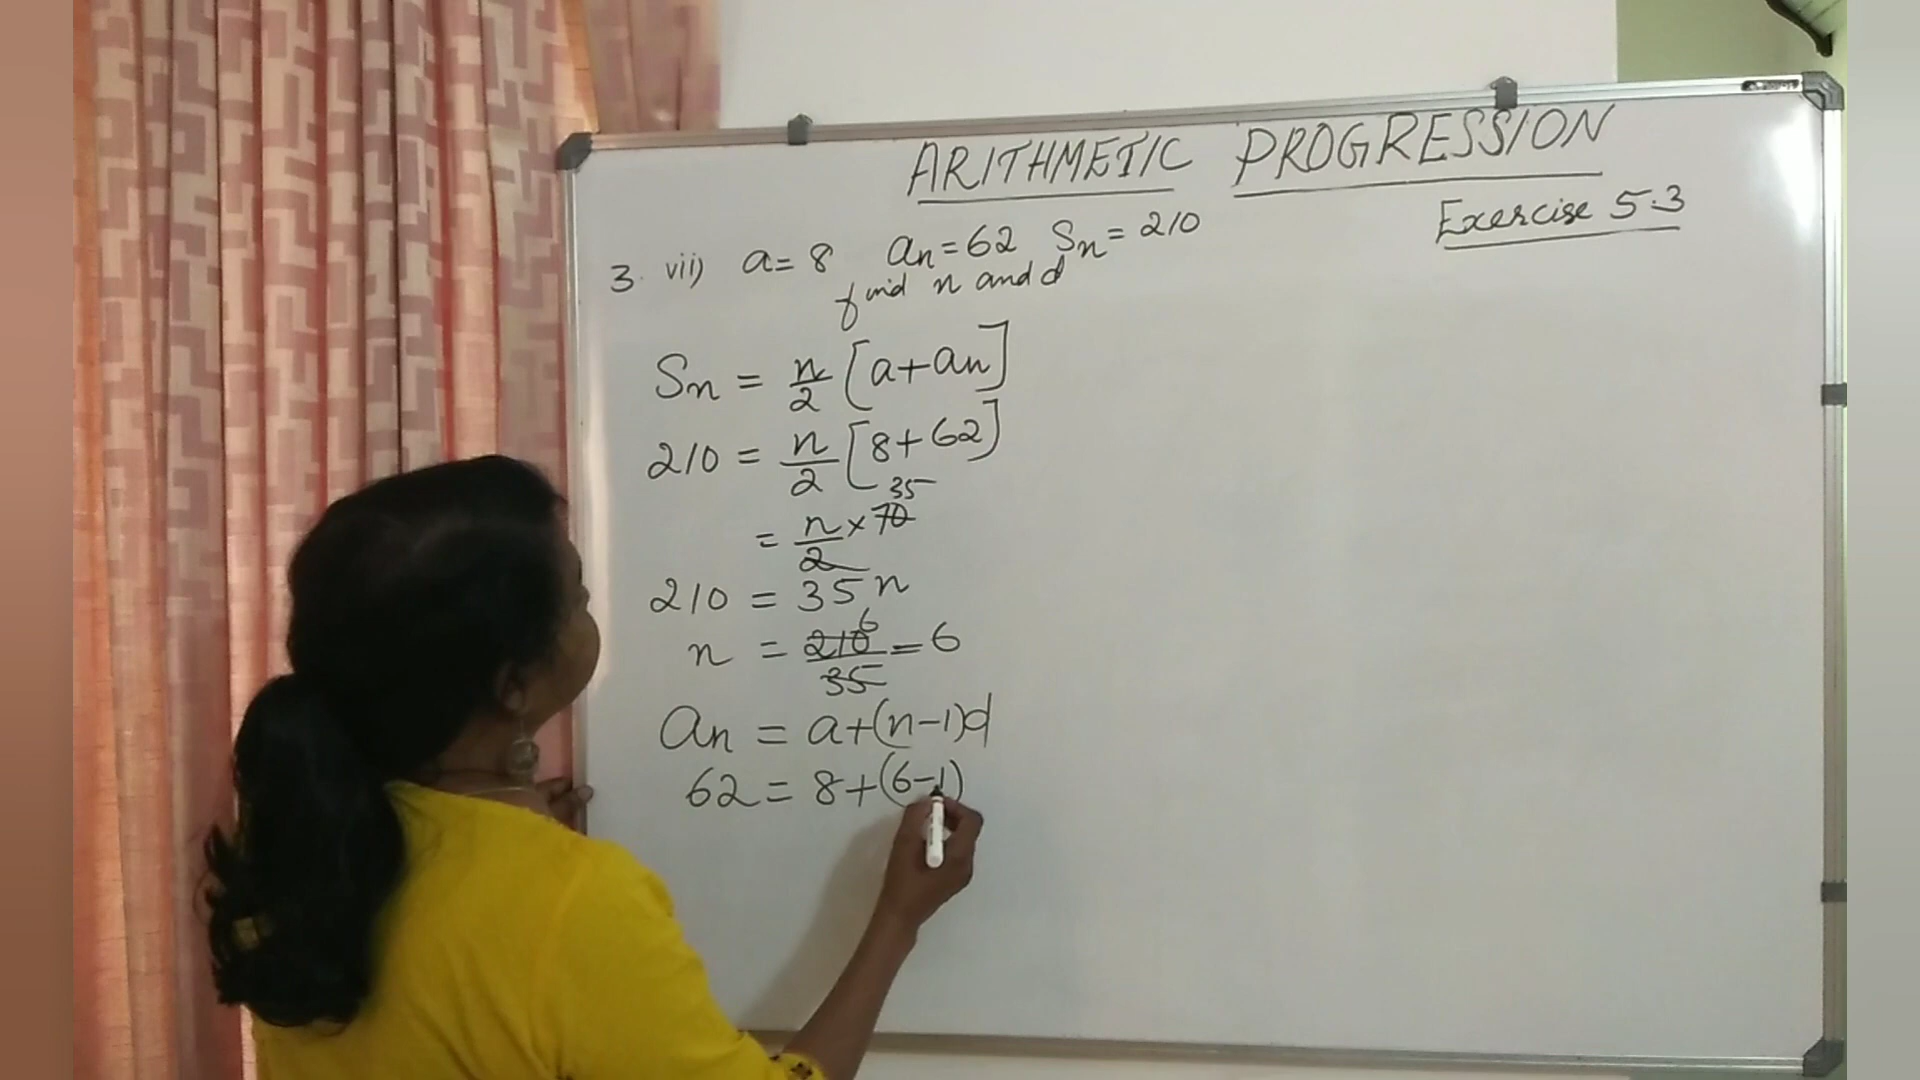 ARITHMETIC PROGRESSION
Exercise 5.3
3. vii) a = 8 an = 62 Sn = 210
find n and d
Sn = n/2 [a+an]
210 = n/2 [8+62]
= n/2 × 70 35
210 = 35n
n = 210/35 6 = 6
an = a+(n-1)d
62 = 8+(6-1)